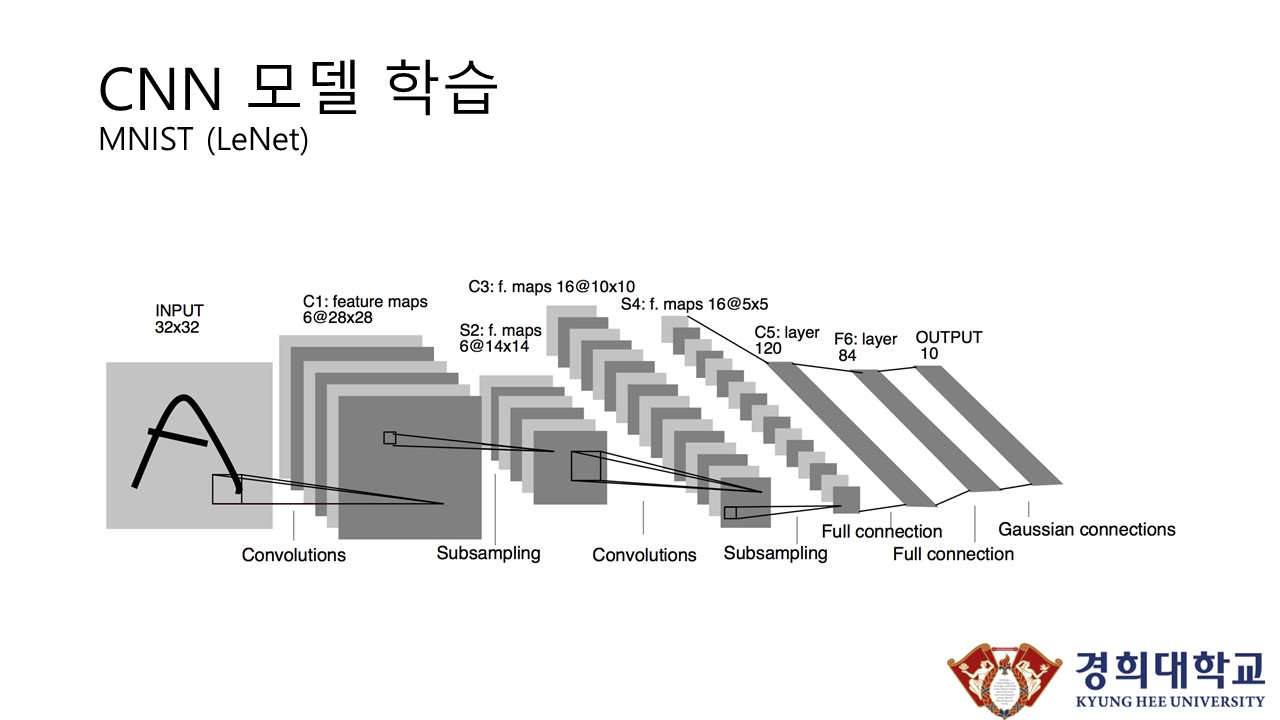 CNN 모델 학습
MNIST (LeNet)
INPUT
32x32
C1: feature maps
6@28x28
S2: f. maps
6@14x14
C3: f. maps 16@10x10
S4: f. maps 16@5x5
C5: layer
120
F6: layer
84
OUTPUT
10
Convolutions
Subsampling
Convolutions
Subsampling
Full connection
Full connection
Gaussian connections
경희대학교
KYUNG HEE UNIVERSITY